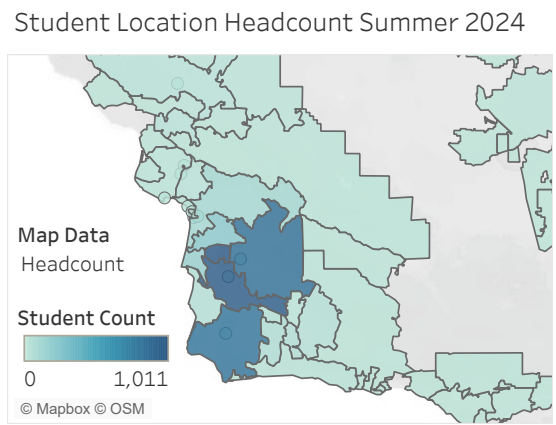 Student Location Headcount Summer 2024
Map Data
Headcount
Student Count
0 1,011
© Mapbox © OSM